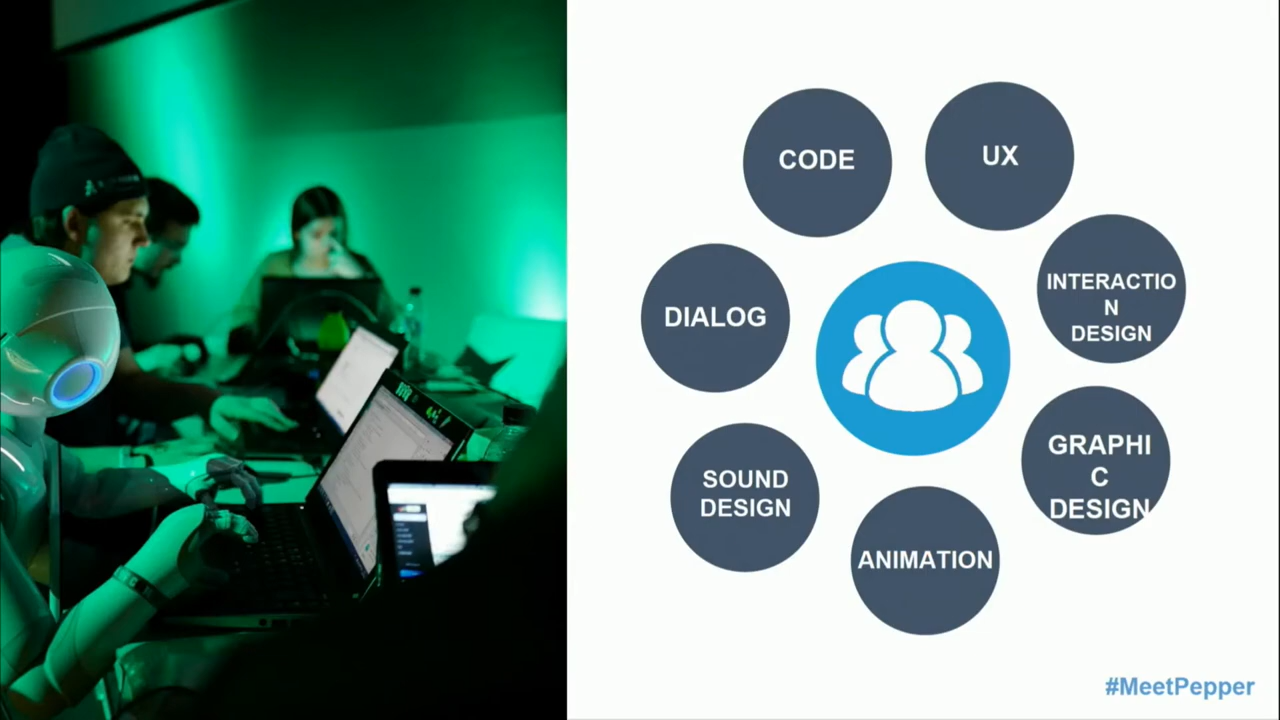 CODE
UX
INTERACTIO
N
DESIGN
DIALOG
GRAPHI
C
DESIGN
SOUND
DESIGN
ANIMATION
#MeetPepper